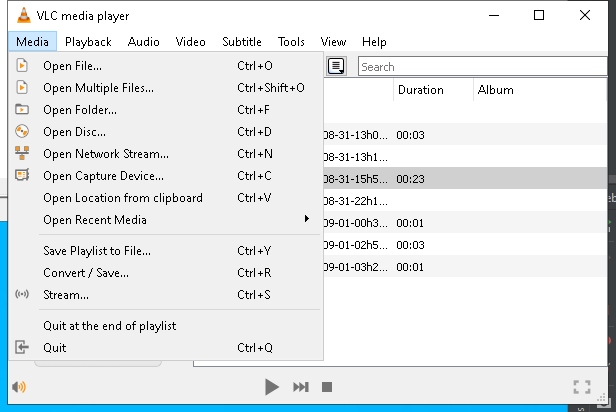 VLC media player
Media Playback Audio Video Subtitle Tools View Help
Open File... Ctrl+O
Open Multiple Files... Ctrl+Shift+O
Open Folder... Ctrl+F
Open Disc... Ctrl+D
Open Network Stream... Ctrl+N
Open Capture Device... Ctrl+C
Open Location from clipboard Ctrl+V
Open Recent Media
Save Playlist to File... Ctrl+Y
Convert / Save... Ctrl+R
Stream... Ctrl+S
Quit at the end of playlist
Quit Ctrl+Q
Search
Duration Album
08-31-13h0... 00:03
08-31-13h1...
08-31-15h5... 00:23
08-31-22h1...
09-01-00h3... 00:01
09-01-02h5... 00:03
09-01-03h2... 00:01